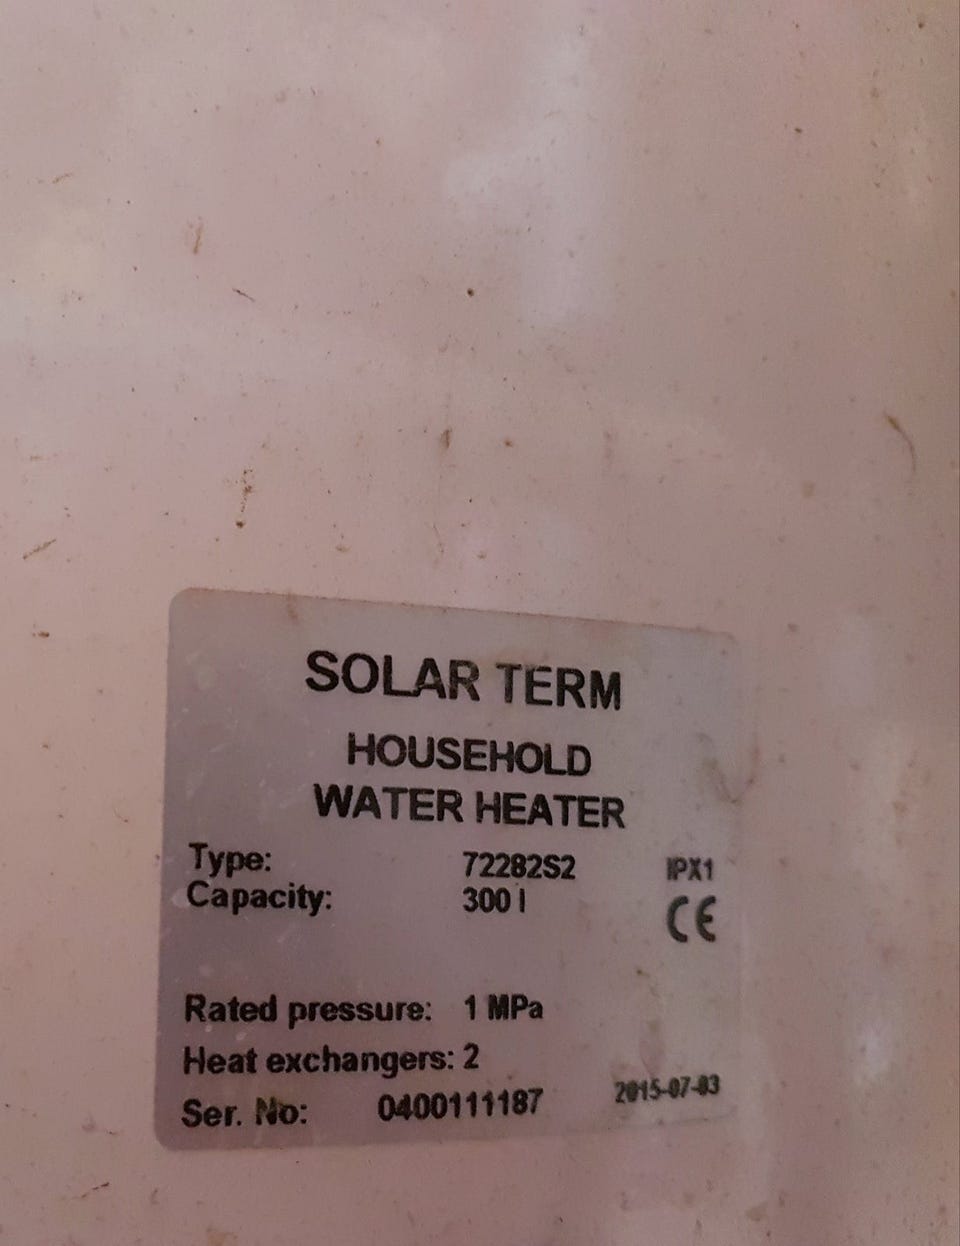 SOLAR TERM
HOUSEHOLD
WATER HEATER
Type: 72282S2 IPX1
Capacity: 300 l CE
Rated pressure: 1 MPa
Heat exchangers: 2
Ser. No: 0400111187 2015-07-03